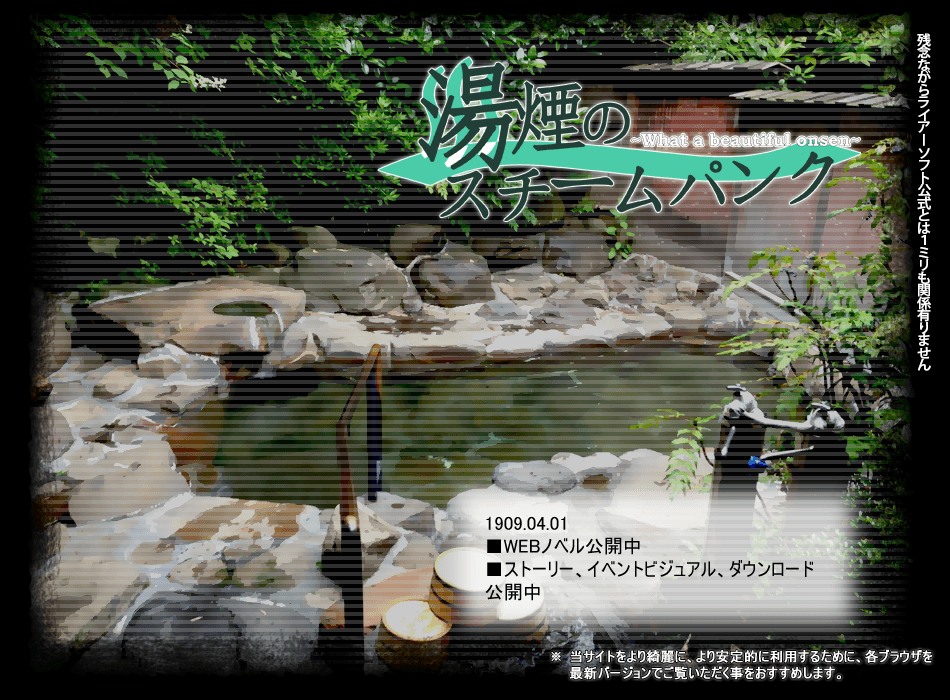 湯煙の
~What a beautiful onsen~
スチームパンク
残念ながらライアーソフト公式とは1ミリも関係有りません
1909.04.01
■WEBノベル公開中
■ストーリー、イベントビジュアル、ダウンロード
公開中
※ 当サイトをより綺麗に、より安定的に利用するために、各ブラウザを
最新バージョンでご覧いただく事をおすすめします。